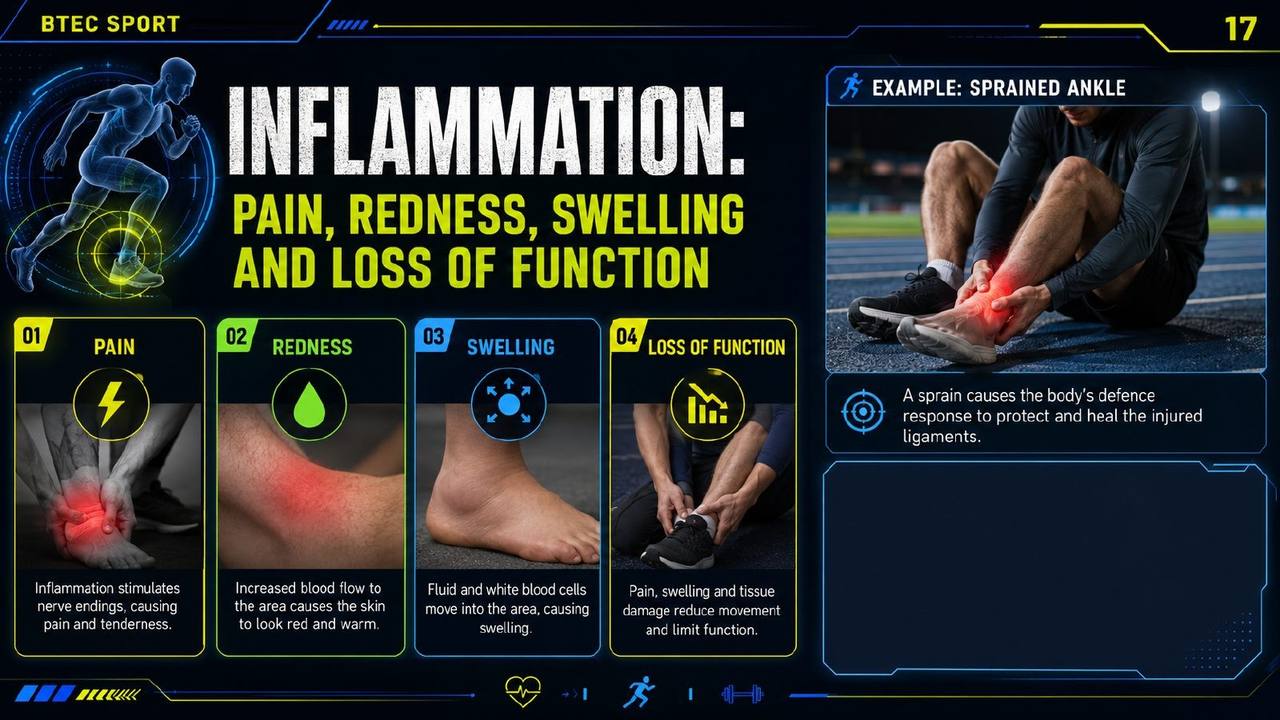 BTEC SPORT
17
INFLAMMATION:
PAIN, REDNESS, SWELLING
AND LOSS OF FUNCTION
01
PAIN
Inflammation stimulates
nerve endings, causing
pain and tenderness.
02
REDNESS
Increased blood flow to
the area causes the skin
to look red and warm.
03
SWELLING
Fluid and white blood cells
move into the area, causing
swelling.
04
LOSS OF FUNCTION
Pain, swelling and tissue
damage reduce movement
and limit function.
EXAMPLE: SPRAINED ANKLE
A sprain causes the body's defence
response to protect and heal the injured
ligaments.